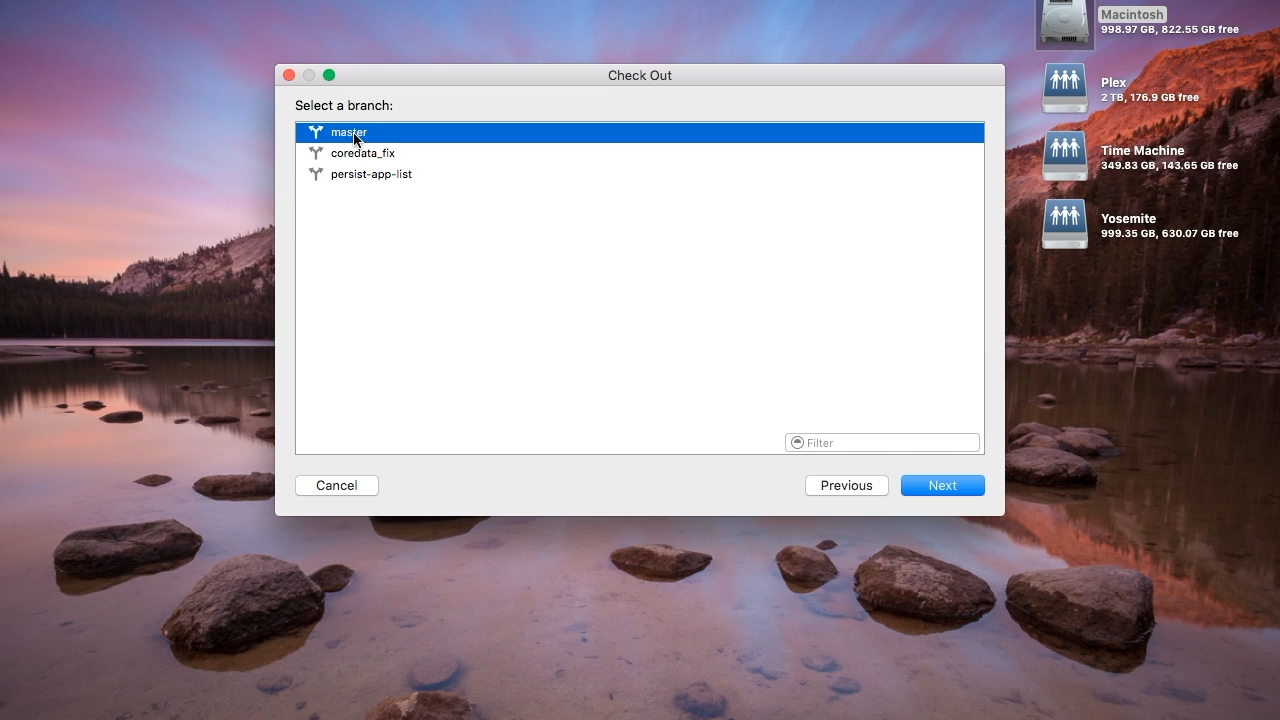 Check Out
Select a branch:
master
coredata_fix
persist-app-list
Filter
Cancel
Previous
Next
Macintosh
998.97 GB, 822.55 GB free
Plex
2 TB, 176.9 GB free
Time Machine
349.83 GB, 143.65 GB free
Yosemite
999.35 GB, 630.07 GB free